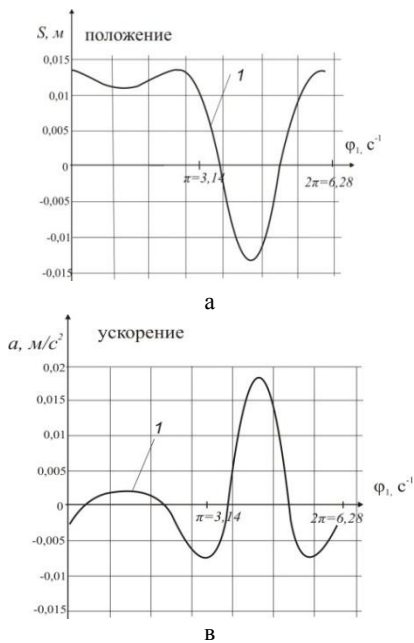 S, м положение
0,015
1
0,01
0,005
φ₁, с⁻¹
0
π=3,14
2π=6,28
-0,005
-0,01
-0,015
а
а, м/с² ускорение
0,02
0,015
1
0,01
0,005
φ₁, с⁻¹
0
π=3,14
2π=6,28
-0,005
-0,01
-0,015
в